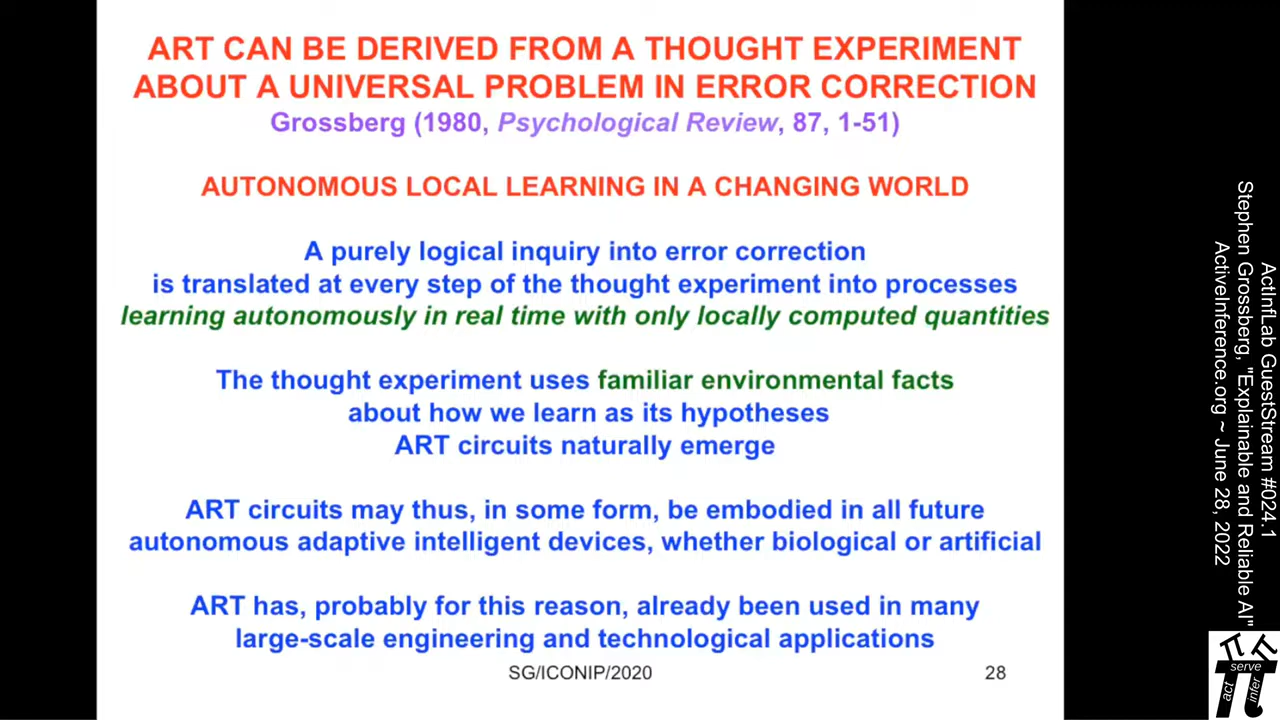 ART CAN BE DERIVED FROM A THOUGHT EXPERIMENT
ABOUT A UNIVERSAL PROBLEM IN ERROR CORRECTION
Grossberg (1980, Psychological Review, 87, 1-51)
AUTONOMOUS LOCAL LEARNING IN A CHANGING WORLD
A purely logical inquiry into error correction
is translated at every step of the thought experiment into processes
learning autonomously in real time with only locally computed quantities
The thought experiment uses familiar environmental facts
about how we learn as its hypotheses
ART circuits naturally emerge
ART circuits may thus, in some form, be embodied in all future
autonomous adaptive intelligent devices, whether biological or artificial
ART has, probably for this reason, already been used in many
large-scale engineering and technological applications
SG/ICONIP/2020
28
ActInfLab GuestStream #024.1
Stephen Grossberg, "Explainable and Reliable AI"
ActiveInference.org ~ June 28, 2022
serve
act
infer